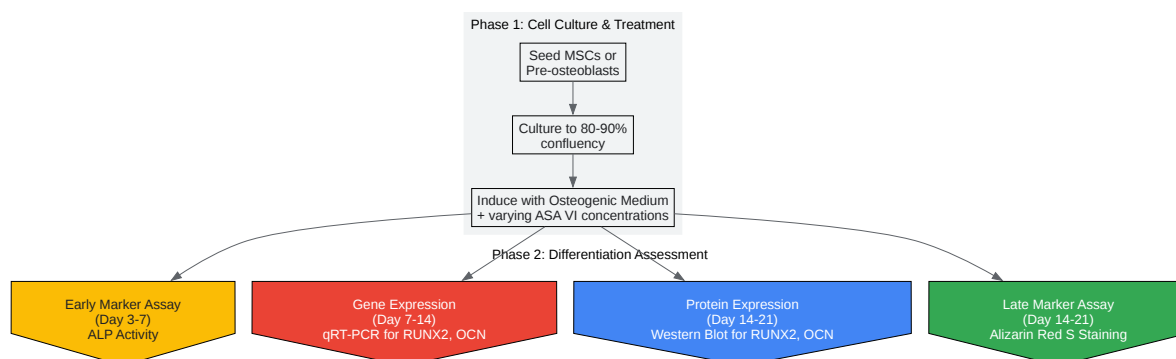 Phase 1: Cell Culture & Treatment
Seed MSCs or
Pre-osteoblasts
Culture to 80-90%
confluency
Induce with Osteogenic Medium
+ varying ASA VI concentrations
Phase 2: Differentiation Assessment
Early Marker Assay
(Day 3-7)
ALP Activity
Gene Expression
(Day 7-14)
qRT-PCR for RUNX2, OCN
Protein Expression
(Day 14-21)
Western Blot for RUNX2, OCN
Late Marker Assay
(Day 14-21)
Alizarin Red S Staining